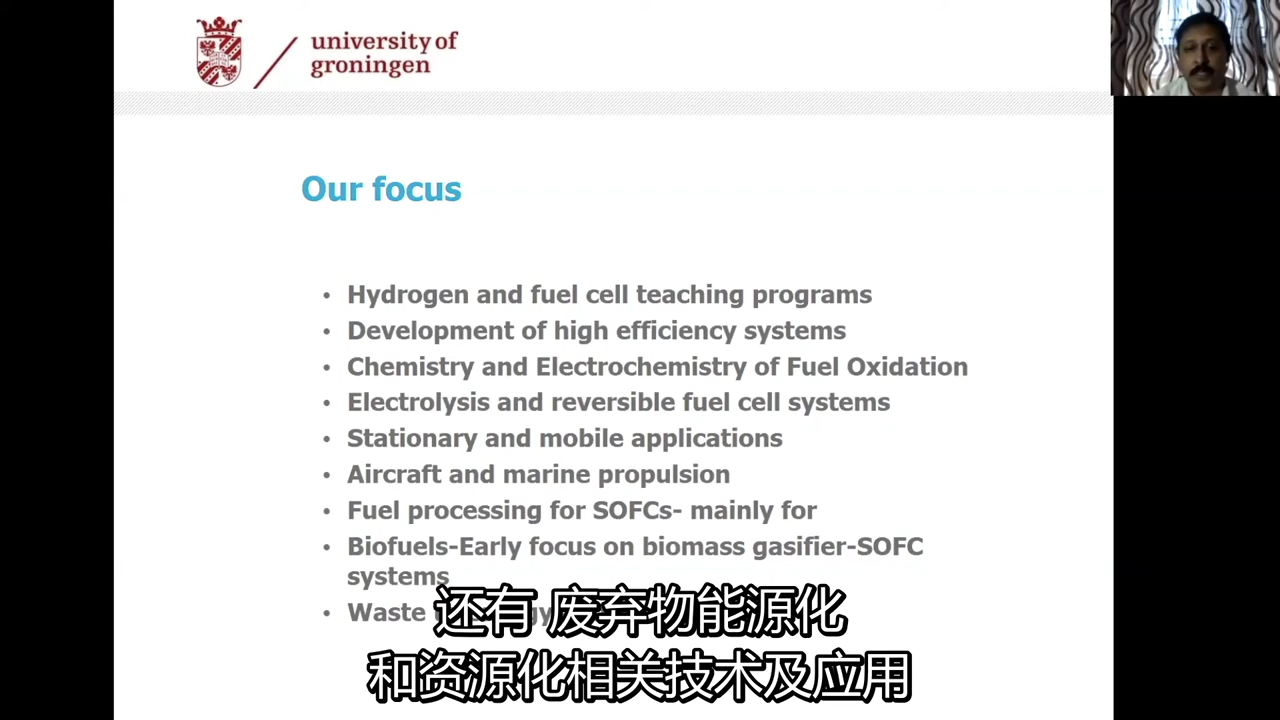 university of
groningen
Our focus
• Hydrogen and fuel cell teaching programs
• Development of high efficiency systems
• Chemistry and Electrochemistry of Fuel Oxidation
• Electrolysis and reversible fuel cell systems
• Stationary and mobile applications
• Aircraft and marine propulsion
• Fuel processing for SOFCs- mainly for
• Biofuels-Early focus on biomass gasifier-SOFC
systems
• Waste
还有 废弃物能源化
和资源化相关技术及应用